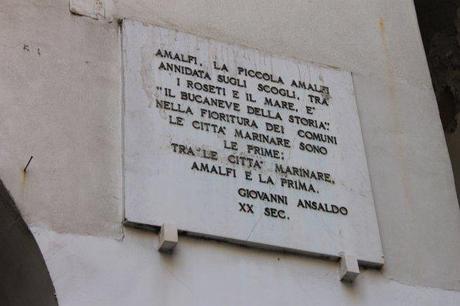 AMALFI, LA PICCOLA AMALFI
ANNIDATA SUGLI SCOGLI, TRA
I ROSETI E IL MARE, E'
"IL BUCANEVE DELLA STORIA":
NELLA FIORITURA DEI COMUNI
LE CITTA' MARINARE SONO
LE PRIME;
TRA LE CITTA' MARINARE,
AMALFI E LA PRIMA.
GIOVANNI ANSALDO
XX SEC.